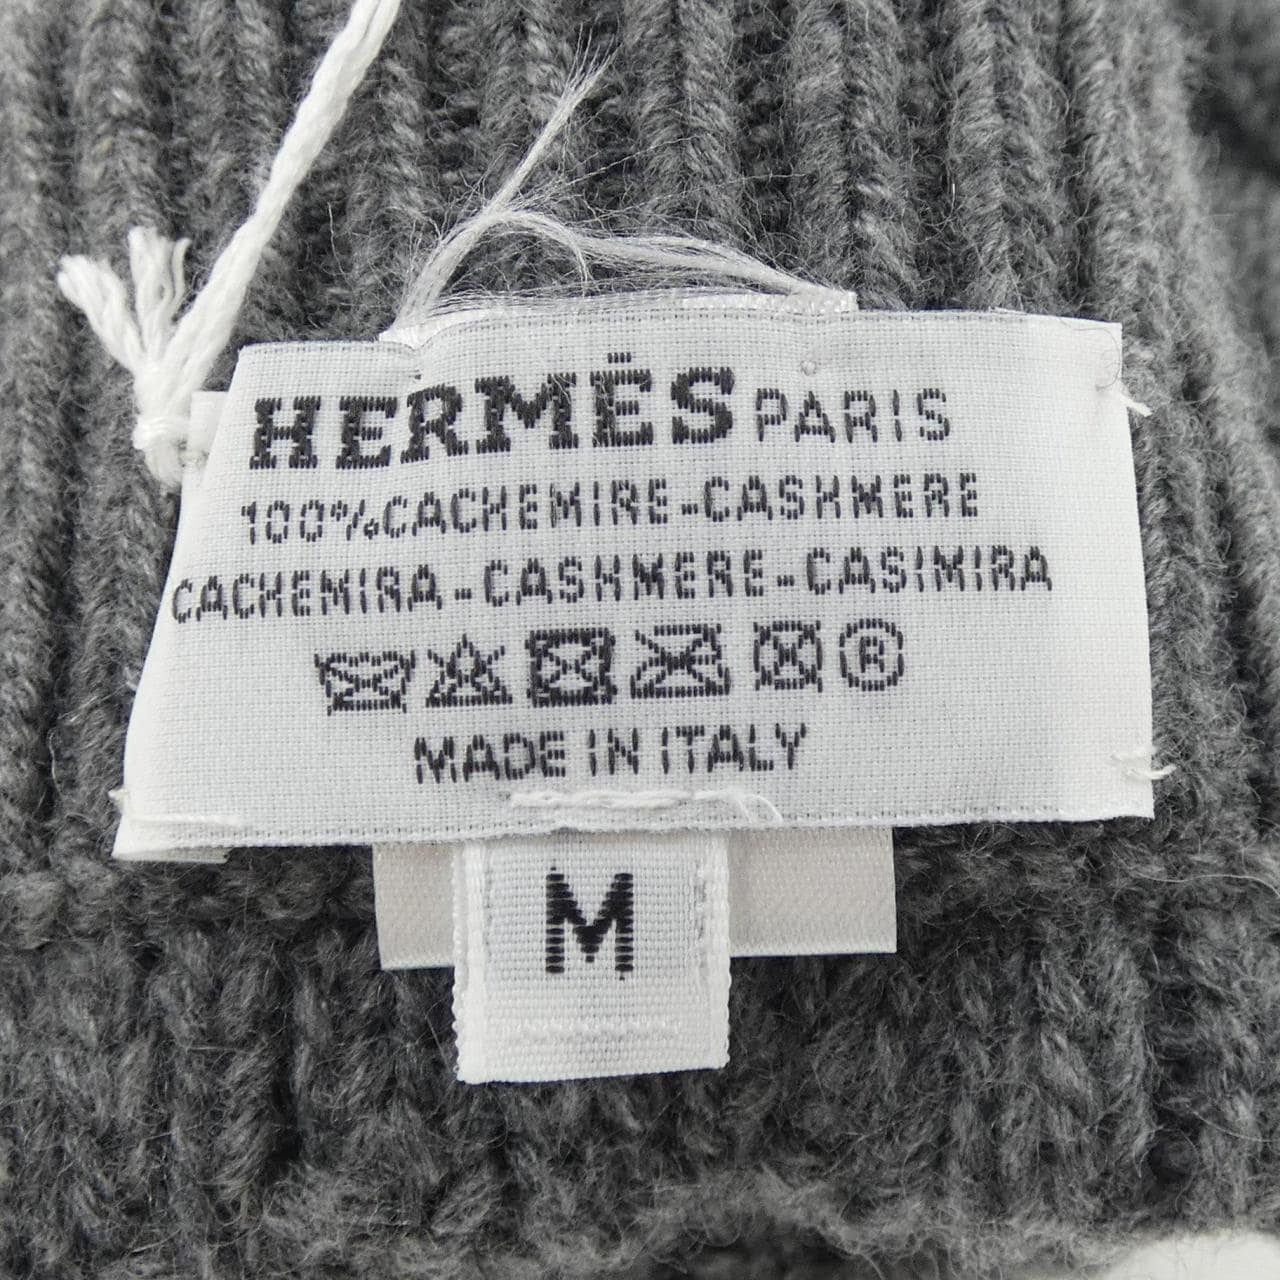 HERMÈS PARIS
100%CACHEMIRE-CASHMERE
CACHEMIRA-CASHMERE-CASIMIRA
®
MADE IN ITALY
M